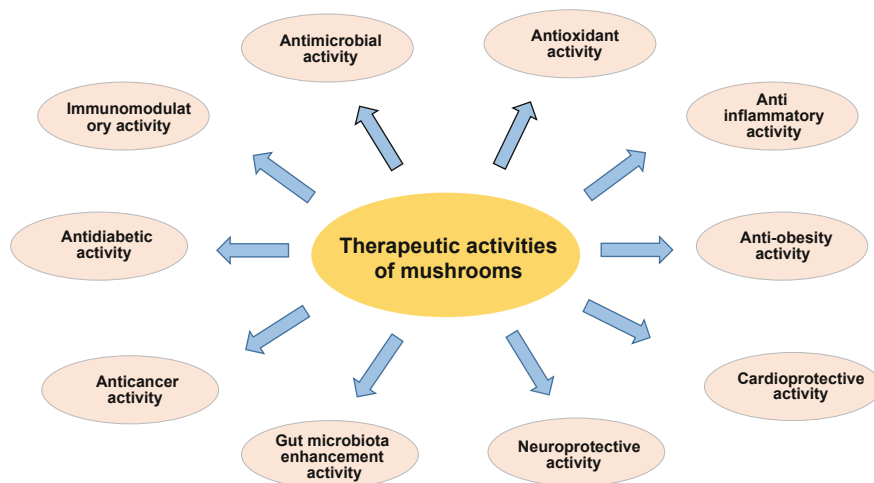 Antimicrobial
activity
Antioxidant
activity
Immunomodulat
ory activity
Anti
inflammatory
activity
Antidiabetic
activity
Therapeutic activities
of mushrooms
Anti-obesity
activity
Anticancer
activity
Cardioprotective
activity
Gut microbiota
enhancement
activity
Neuroprotective
activity